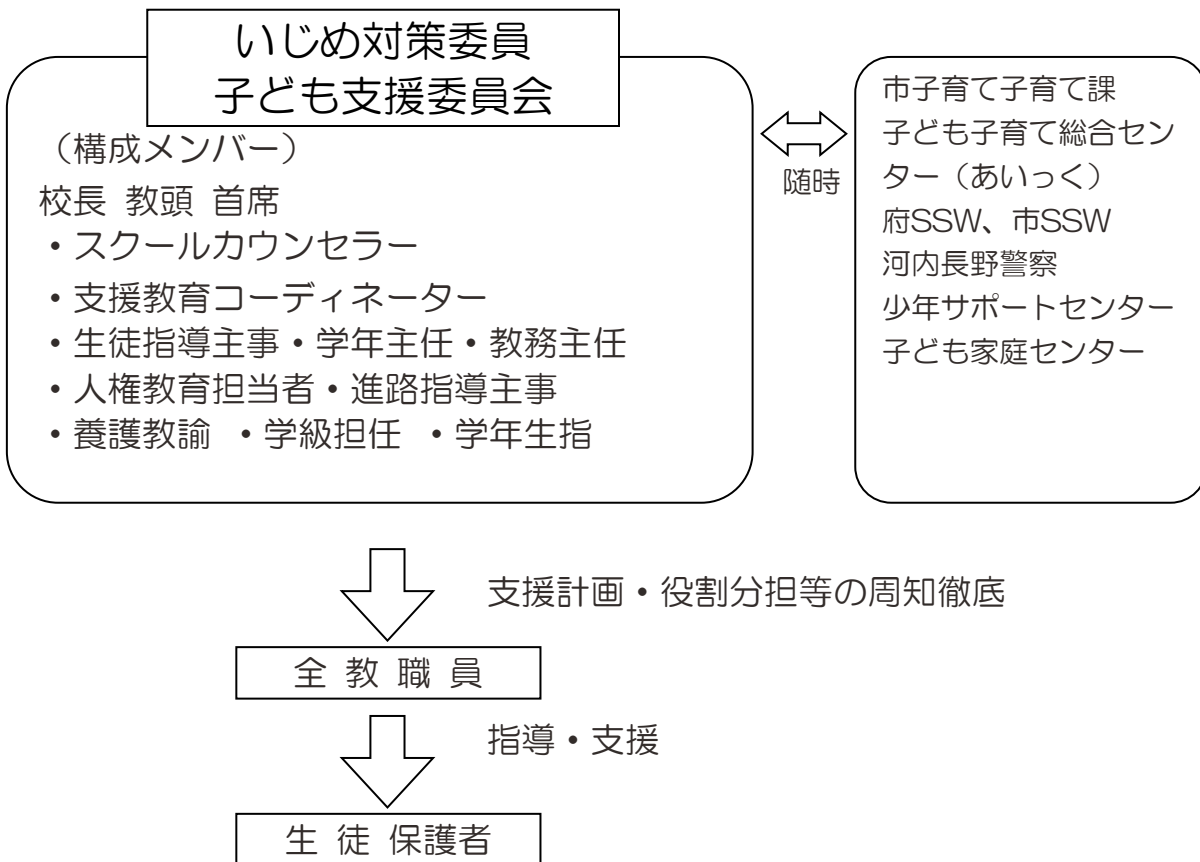 いじめ対策委員
子ども支援委員会
（構成メンバー）
校長 教頭 首席
・スクールカウンセラー
・支援教育コーディネーター
・生徒指導主事・学年主任・教務主任
・人権教育担当者・進路指導主事
・養護教諭 ・学級担任 ・学年生指
随時
市子育て子育て課
子ども子育て総合セン
ター（あいっく）
府SSW、市SSW
河内長野警察
少年サポートセンター
子ども家庭センター
支援計画・役割分担等の周知徹底
全 教 職 員
指導・支援
生 徒 保護者